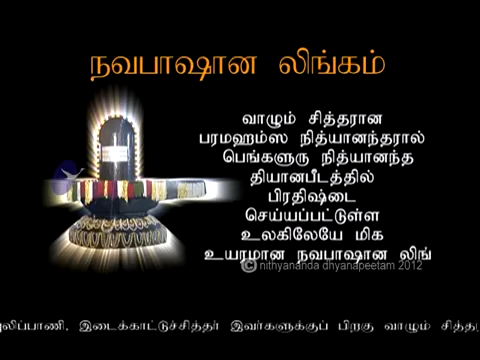 நவபாஷான லிங்கம்
வாழும் சித்தரான
பரமஹம்ஸ நித்யானந்தரால்
பெங்களுரு நித்யானந்த
தியானபீடத்தில்
பிரதிஷ்டை
செய்யப்பட்டுள்ள
உலகிலேயே மிக
உயரமான நவபாஷான லிங்
© nithyananda dhyanapeetam 2012
லிப்பாணி, இடைக்காட்டுச்சித்தர் இவர்களுக்குப் பிறகு வாழும் சித்த